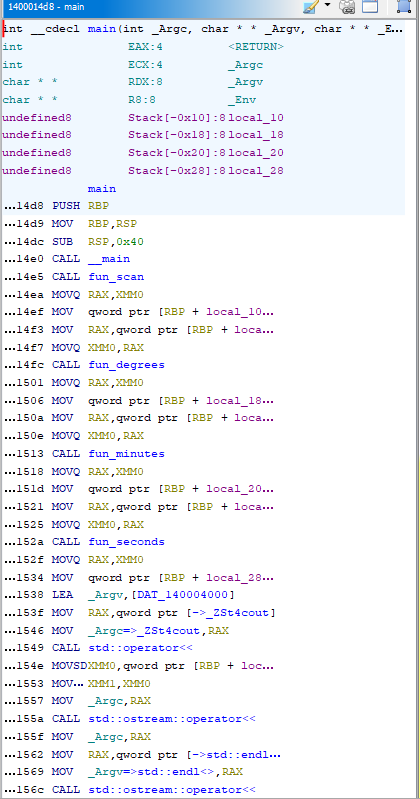 1400014d8 - main
int __cdecl main(int _Argc, char * * _Argv, char * * _E...
int EAX:4 <RETURN>
int ECX:4 _Argc
char * * RDX:8 _Argv
char * * R8:8 _Env
undefined8 Stack[-0x10]:8 local_10
undefined8 Stack[-0x18]:8 local_18
undefined8 Stack[-0x20]:8 local_20
undefined8 Stack[-0x28]:8 local_28
main
...14d8 PUSH RBP
...14d9 MOV RBP,RSP
...14dc SUB RSP,0x40
...14e0 CALL __main
...14e5 CALL fun_scan
...14ea MOVQ RAX,XMM0
...14ef MOV qword ptr [RBP + local_10...
...14f3 MOV RAX,qword ptr [RBP + loca...
...14f7 MOVQ XMM0,RAX
...14fc CALL fun_degrees
...1501 MOVQ RAX,XMM0
...1506 MOV qword ptr [RBP + local_18...
...150a MOV RAX,qword ptr [RBP + loca...
...150e MOVQ XMM0,RAX
...1513 CALL fun_minutes
...1518 MOVQ RAX,XMM0
...151d MOV qword ptr [RBP + local_20...
...1521 MOV RAX,qword ptr [RBP + loca...
...1525 MOVQ XMM0,RAX
...152a CALL fun_seconds
...152f MOVQ RAX,XMM0
...1534 MOV qword ptr [RBP + local_28...
...1538 LEA _Argv,[DAT_140004000]
...153f MOV RAX,qword ptr [->_ZSt4cout]
...1546 MOV _Argc=>_ZSt4cout,RAX
...1549 CALL std::operator<<
...154e MOVSD XMM0,qword ptr [RBP + loc...
...1553 MOV... XMM1,XMM0
...1557 MOV _Argc,RAX
...155a CALL std::ostream::operator<<
...155f MOV _Argc,RAX
...1562 MOV RAX,qword ptr [->std::endl...
...1569 MOV _Argv=>std::endl<>,RAX
...156c CALL std::ostream::operator<<